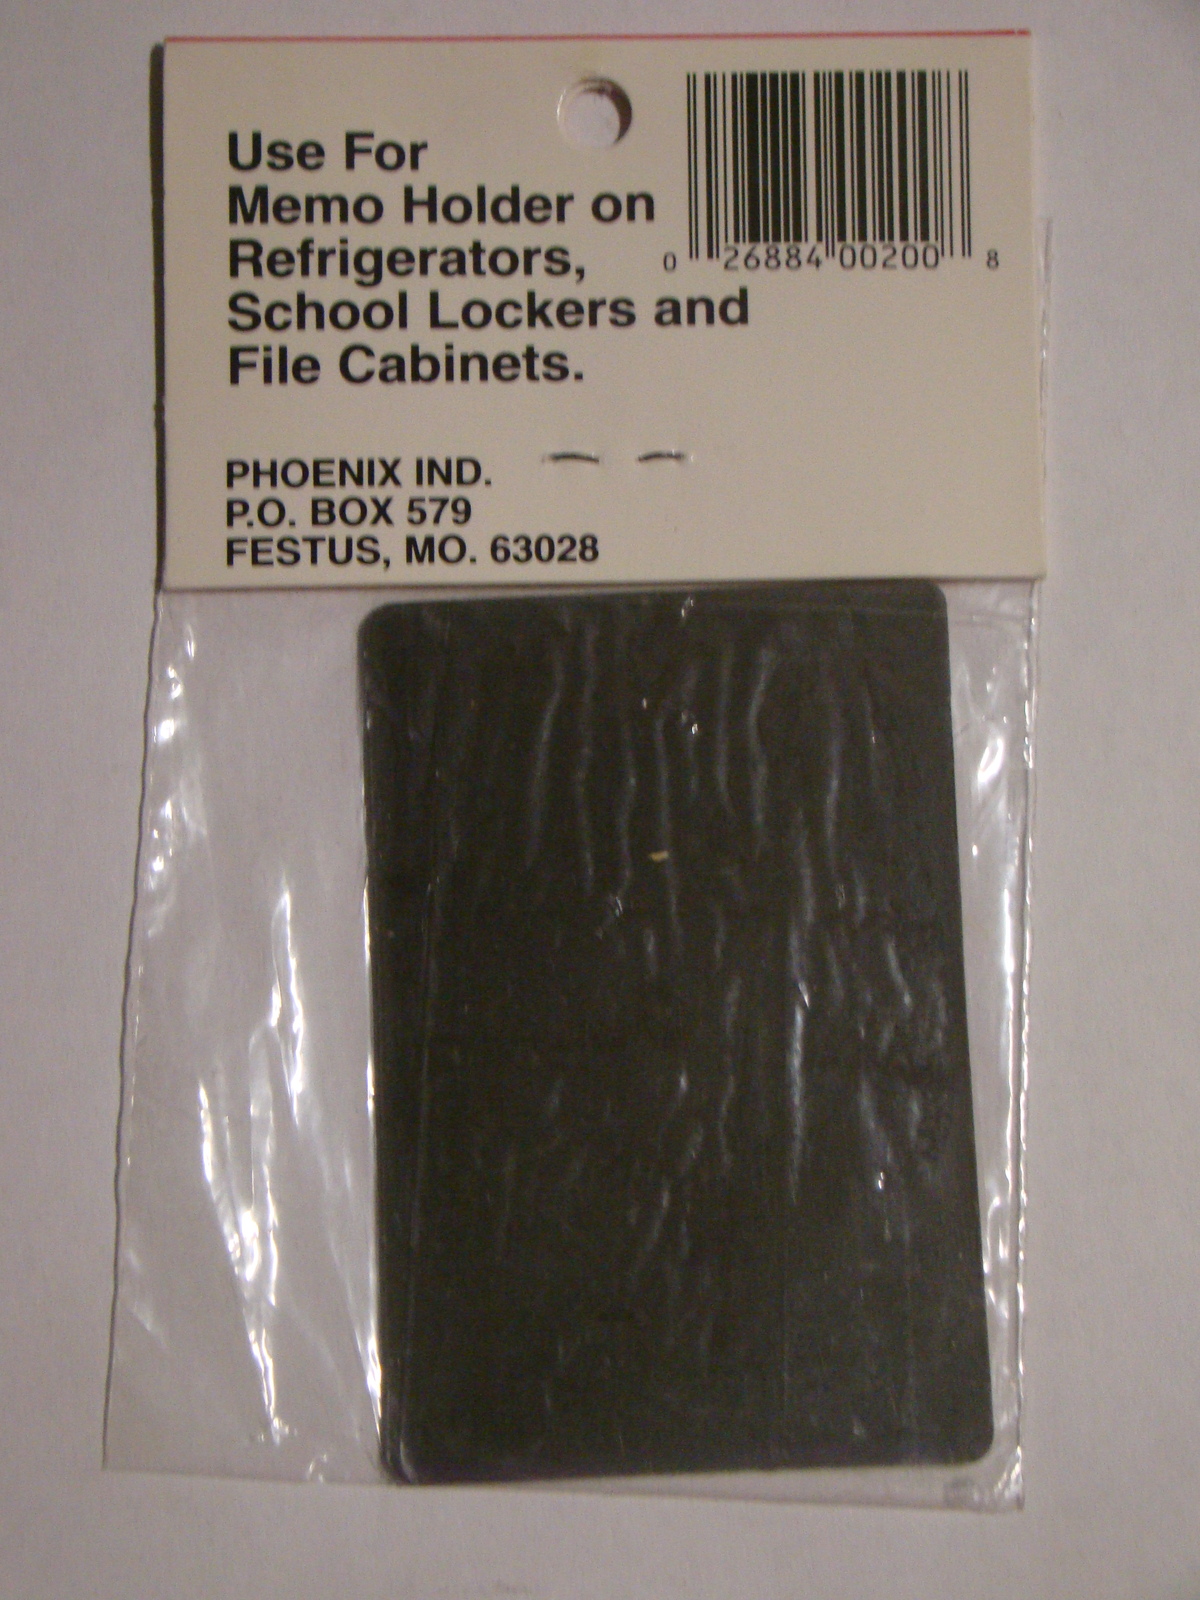 Use For
Memo Holder on
Refrigerators,
School Lockers and
File Cabinets.
0 26884 00200 8
PHOENIX IND.
P.O. BOX 579
FESTUS, MO. 63028